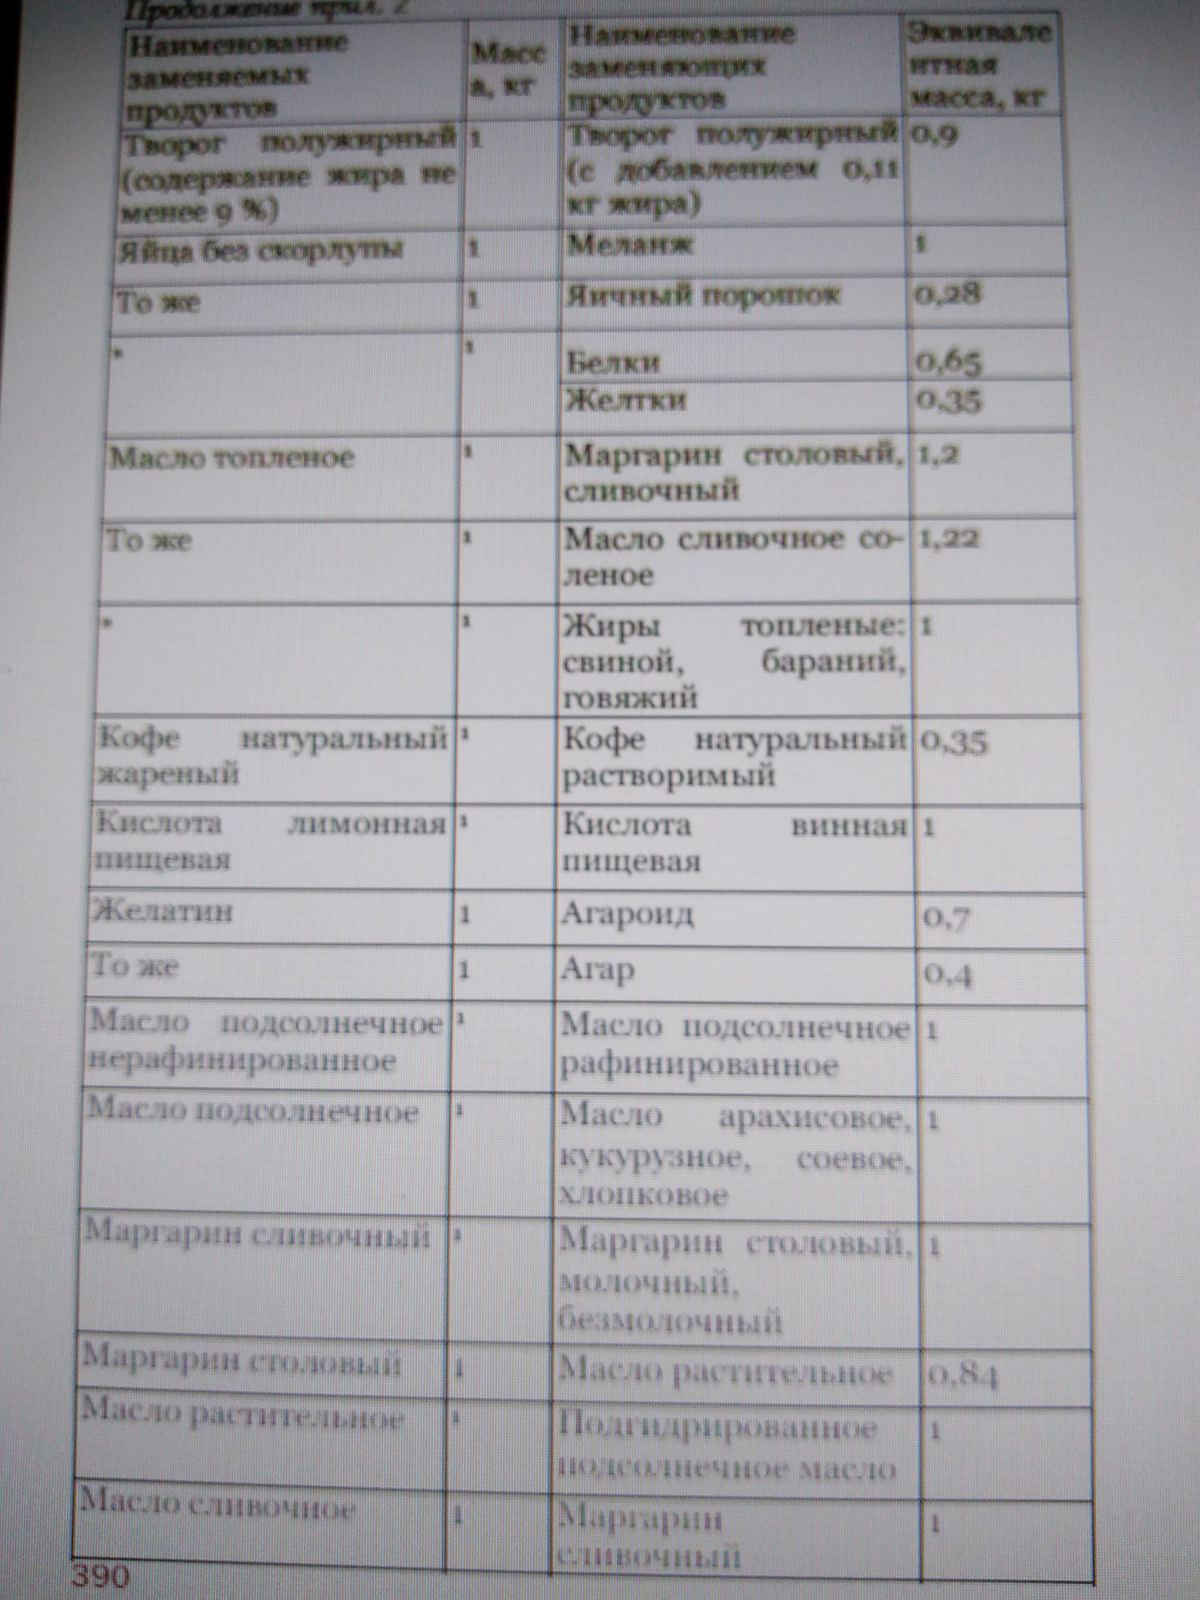 Продолжение прил. 2
Наименование заменяемых продуктов Масса, кг Наименование заменяющих продуктов Эквивалентная масса, кг
Творог полужирный 1 Творог полужирный 0,9
(содержание жира не (с добавлением 0,11
менее 9 %) кг жира)
Яйца без скорлупы 1 Меланж 1
То же 1 Яичный порошок 0,28
» 1 Белки 0,65
Желтки 0,35
Масло топленое 1 Маргарин столовый, 1,2
сливочный
То же 1 Масло сливочное со- 1,22
леное
» 1 Жиры топленые: 1
свиной, бараний,
говяжий
Кофе натуральный 1 Кофе натуральный 0,35
жареный растворимый
Кислота лимонная 1 Кислота винная 1
пищевая пищевая
Желатин 1 Агароид 0,7
То же 1 Агар 0,4
Масло подсолнечное 1 Масло подсолнечное 1
нерафинированное рафинированное
Масло подсолнечное 1 Масло арахисовое, 1
кукурузное, соевое,
хлопковое
Маргарин сливочный 1 Маргарин столовый, 1
молочный,
безмолочный
Маргарин столовый 1 Масло растительное 0,84
Масло растительное 1 Подгидрированное 1
подсолнечное масло
Масло сливочное 1 Маргарин 1
сливочный
390